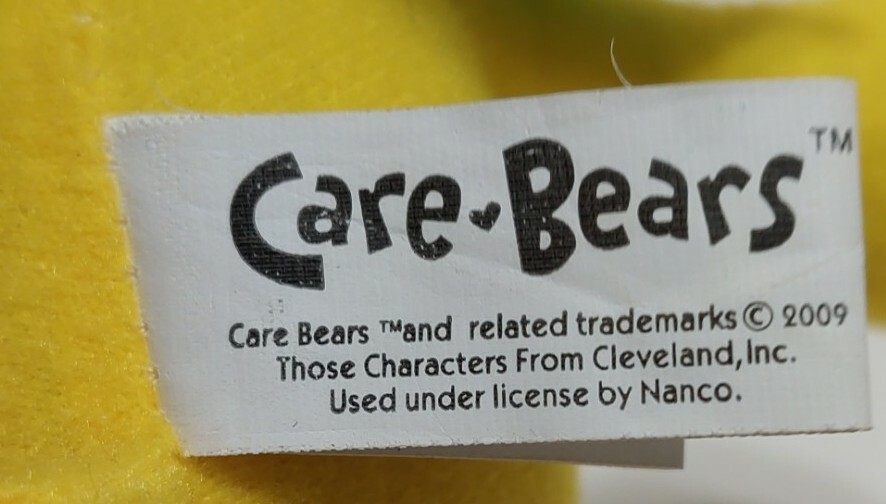 Care Bears™
Care Bears ™and related trademarks © 2009
Those Characters From Cleveland, Inc.
Used under license by Nanco.